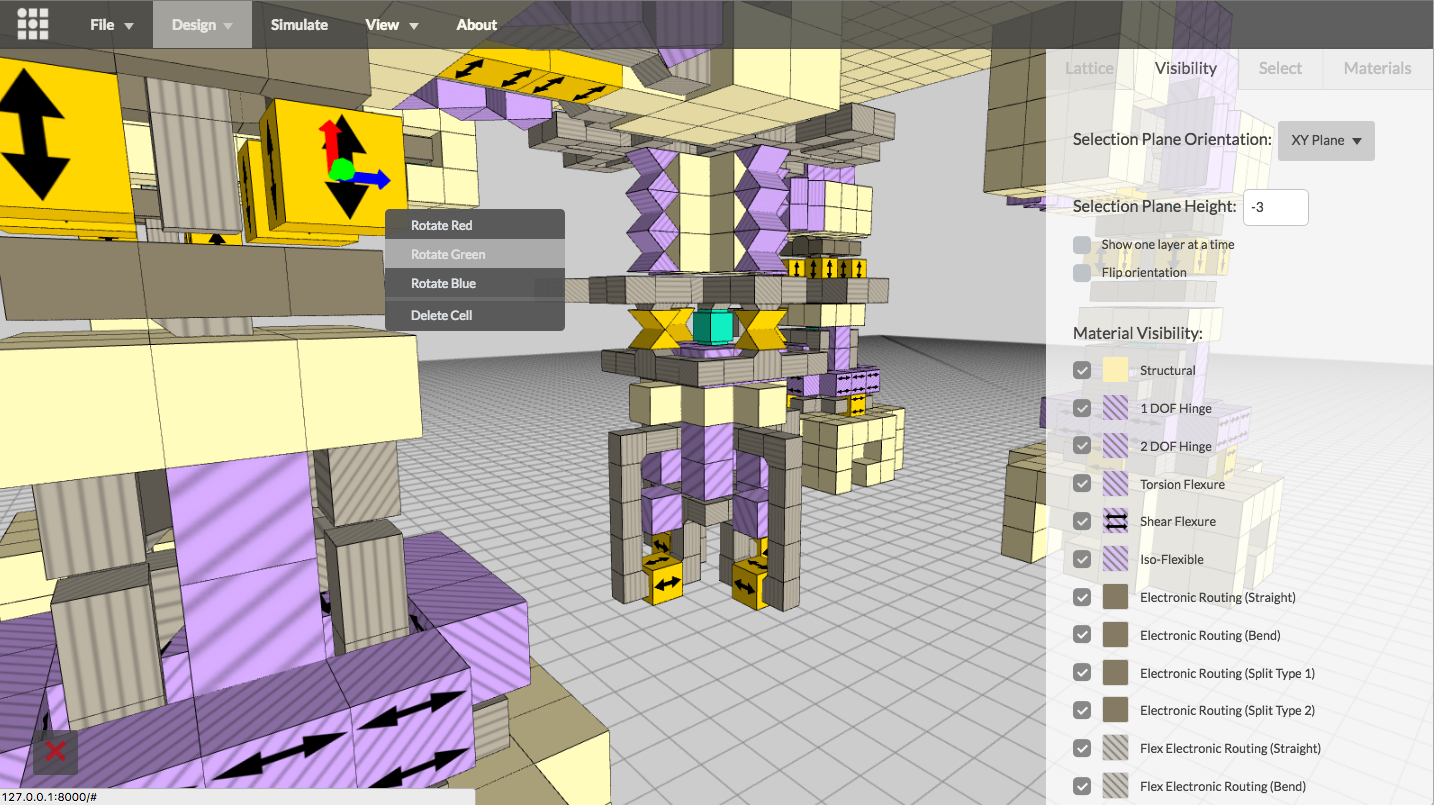 File Design Simulate View About
Lattice Visibility Select Materials
Selection Plane Orientation: XY Plane
Selection Plane Height: -3
Show one layer at a time
Flip orientation
Rotate Red
Rotate Green
Rotate Blue
Delete Cell
Material Visibility:
Structural
1 DOF Hinge
2 DOF Hinge
Torsion Flexure
Shear Flexure
Iso-Flexible
Electronic Routing (Straight)
Electronic Routing (Bend)
Electronic Routing (Split Type 1)
Electronic Routing (Split Type 2)
Flex Electronic Routing (Straight)
Flex Electronic Routing (Bend)
127.0.0.1:8000/#